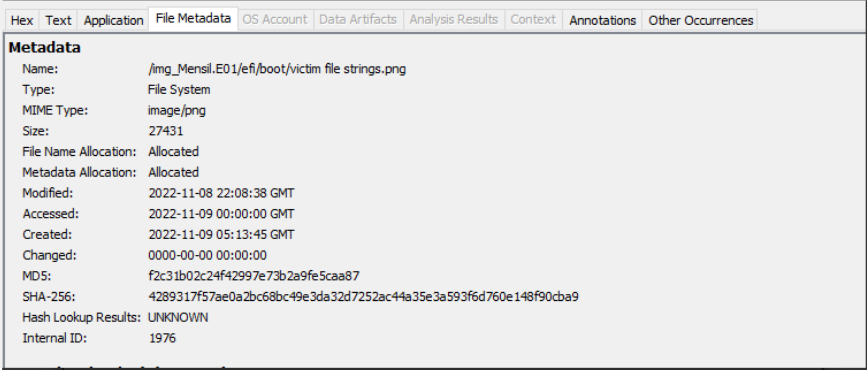 Hex Text Application File Metadata OS Account Data Artifacts Analysis Results Context Annotations Other Occurrences
Metadata
Name: /img_Mensil.E01/efi/boot/victim file strings.png
Type: File System
MIME Type: image/png
Size: 27431
File Name Allocation: Allocated
Metadata Allocation: Allocated
Modified: 2022-11-08 22:08:38 GMT
Accessed: 2022-11-09 00:00:00 GMT
Created: 2022-11-09 05:13:45 GMT
Changed: 0000-00-00 00:00:00
MD5: f2c31b02c24f42997e73b2a9fe5caa87
SHA-256: 4289317f57ae0a2bc68bc49e3da32d7252ac44a35e3a593f6d760e148f90cba9
Hash Lookup Results: UNKNOWN
Internal ID: 1976